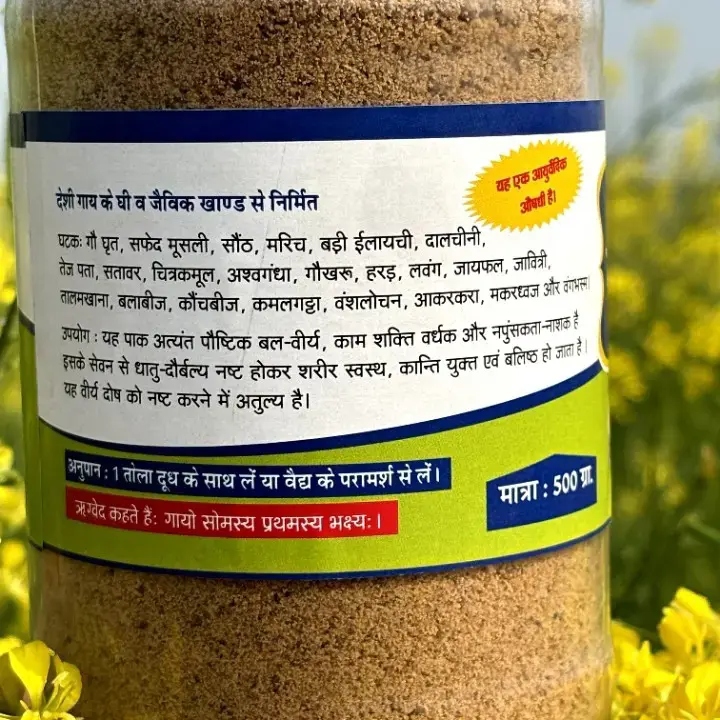 यह एक आयुर्वेदिक
औषधी है।
देशी गाय के घी व जैविक खाण्ड से निर्मित
घटकः गौ घृत, सफेद मूसली, सौंठ, मरिच, बड़ी ईलायची, दालचीनी,
तेज पता, सतावर, चित्रकमूल, अश्वगंधा, गौखरू, हरड़, लवंग, जायफल, जावित्री,
तालमखाना, बलाबीज, कौंचबीज, कमलगट्टा, वंशलोचन, आकरकरा, मकरध्वज और वंगभस्म।
उपयोग : यह पाक अत्यंत पौष्टिक बल-वीर्य, काम शक्ति वर्धक और नपुंसकता-नाशक है
इसके सेवन से धातु-दौर्बल्य नष्ट होकर शरीर स्वस्थ, कान्ति युक्त एवं बलिष्ठ हो जाता है।
यह वीर्य दोष को नष्ट करने में अतुल्य है।
अनुपान : 1 तोला दूध के साथ लें या वैद्य के परामर्श से लें।
मात्रा : 500 ग्रा.
ऋग्वेद कहते हैः गायो सोमस्य प्रथमस्य भक्ष्यः।